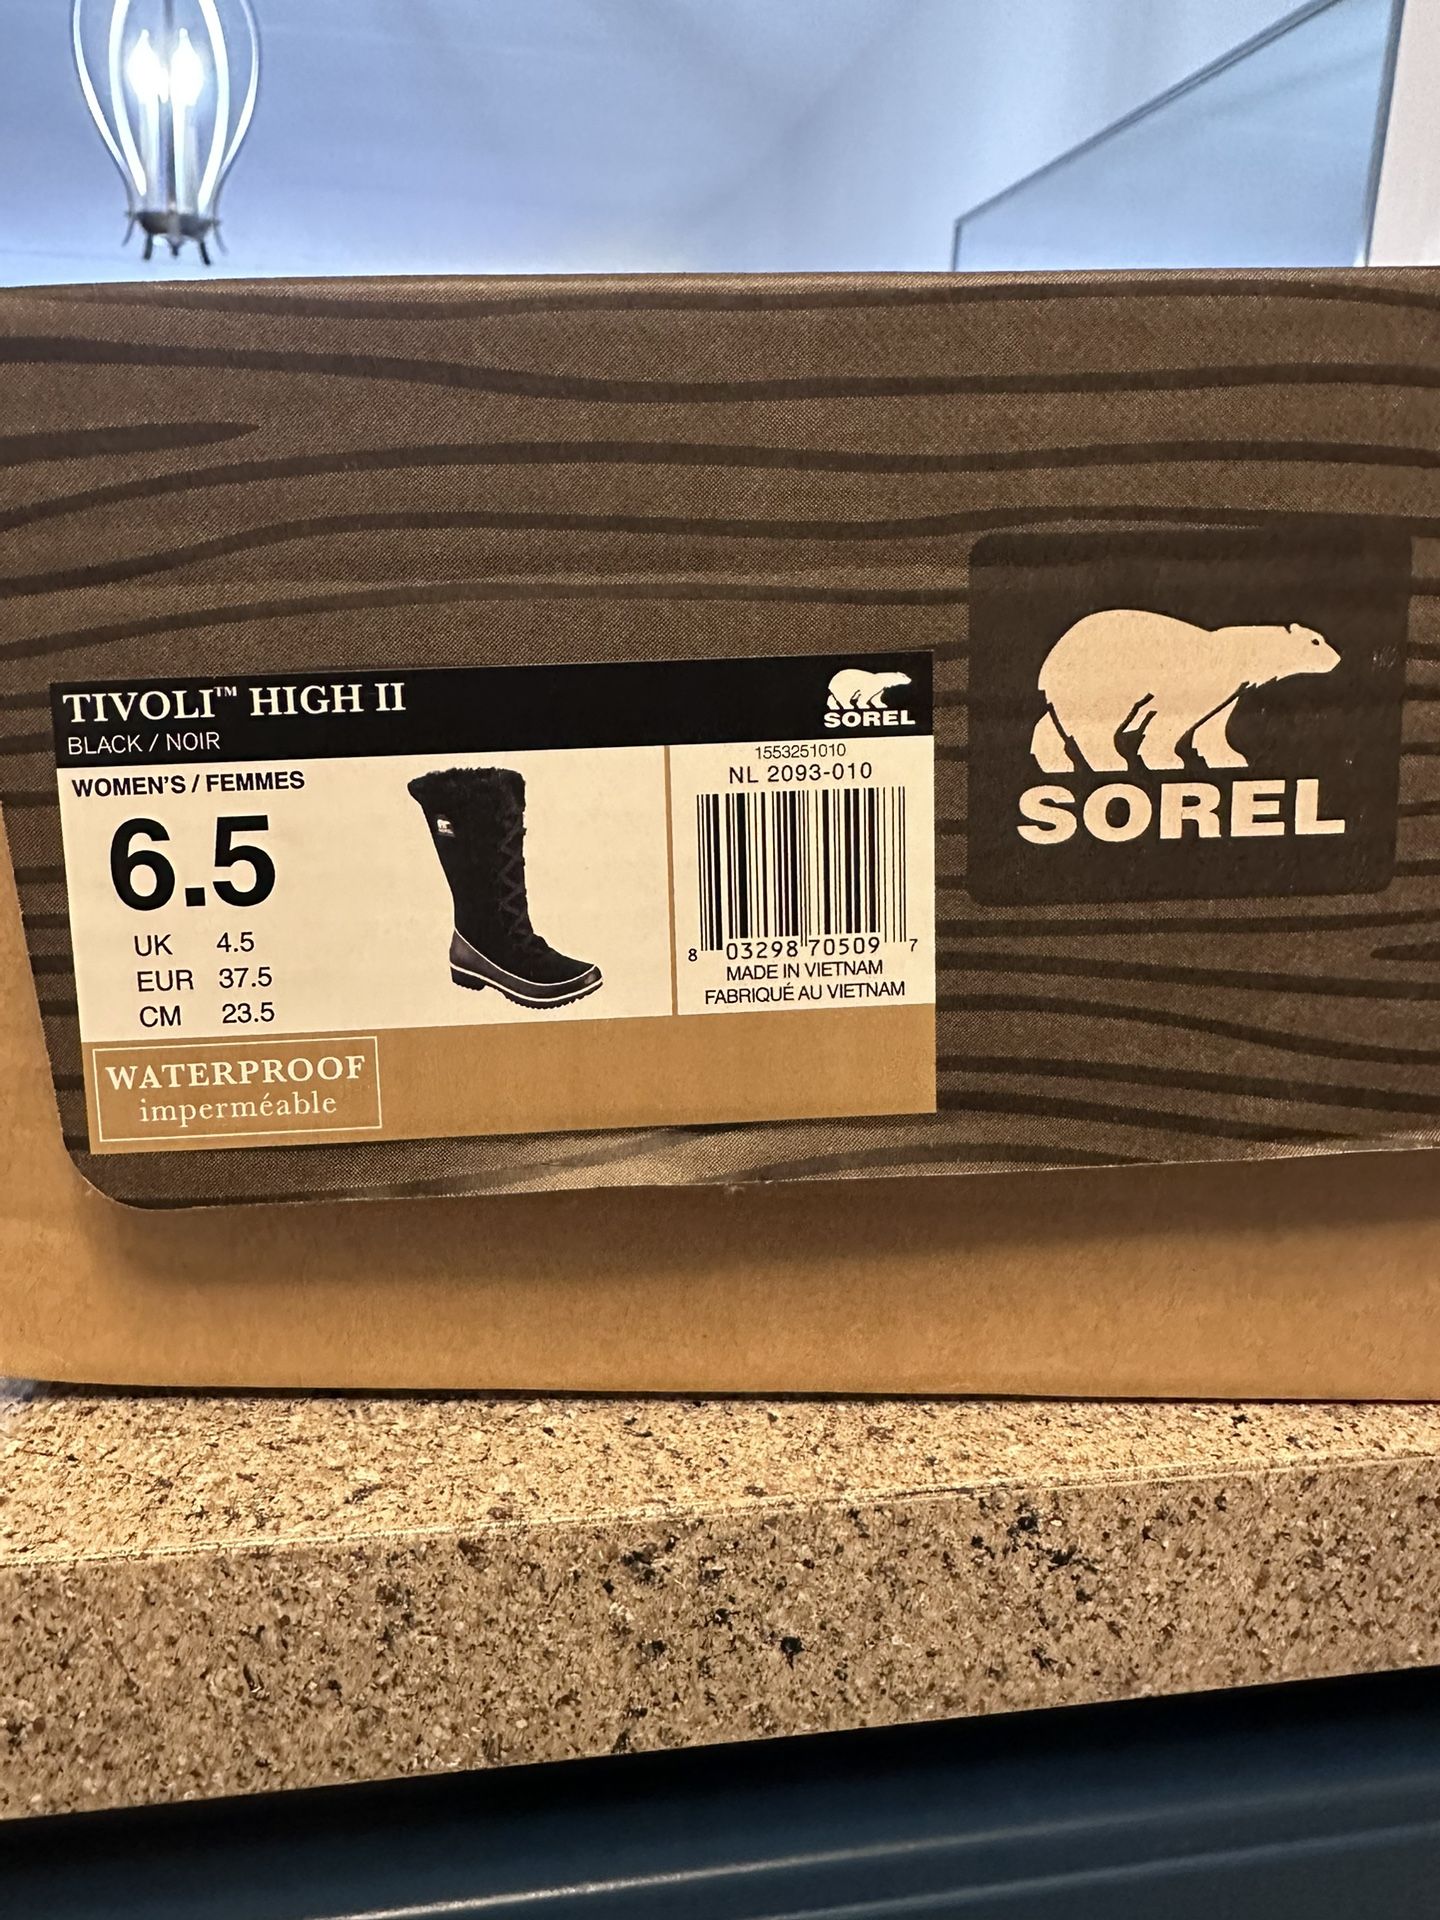 TIVOLI™ HIGH II
BLACK / NOIR
SOREL
WOMEN'S / FEMMES
6.5
UK 4.5
EUR 37.5
CM 23.5
SOREL
1553251010
NL 2093-010
8 03298 70509 7
MADE IN VIETNAM
FABRIQUÉ AU VIETNAM
WATERPROOF
imperméable
SOREL